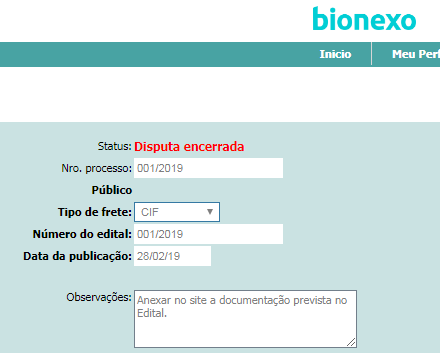 bionexo
Inicio Meu Perf
Status: Disputa encerrada
Nro. processo: 001/2019
Público
Tipo de frete: CIF
Número do edital: 001/2019
Data da publicação: 28/02/19
Observações: Anexar no site a documentação prevista no
Edital.